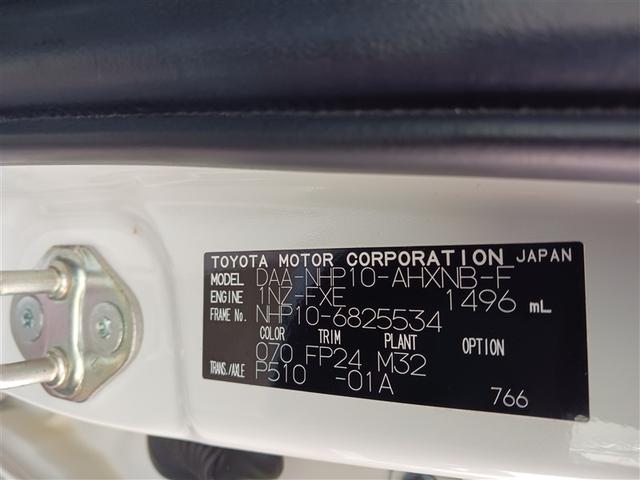 TOYOTA MOTOR CORPORATION JAPAN
MODEL DAA-NHP10-AHXNB-F
ENGINE 1NZ-FXE 1496 mL
FRAME No. NHP10-6825534
COLOR TRIM PLANT OPTION
070 FP24 M32
TRANS./AXLE P510 -01A
766